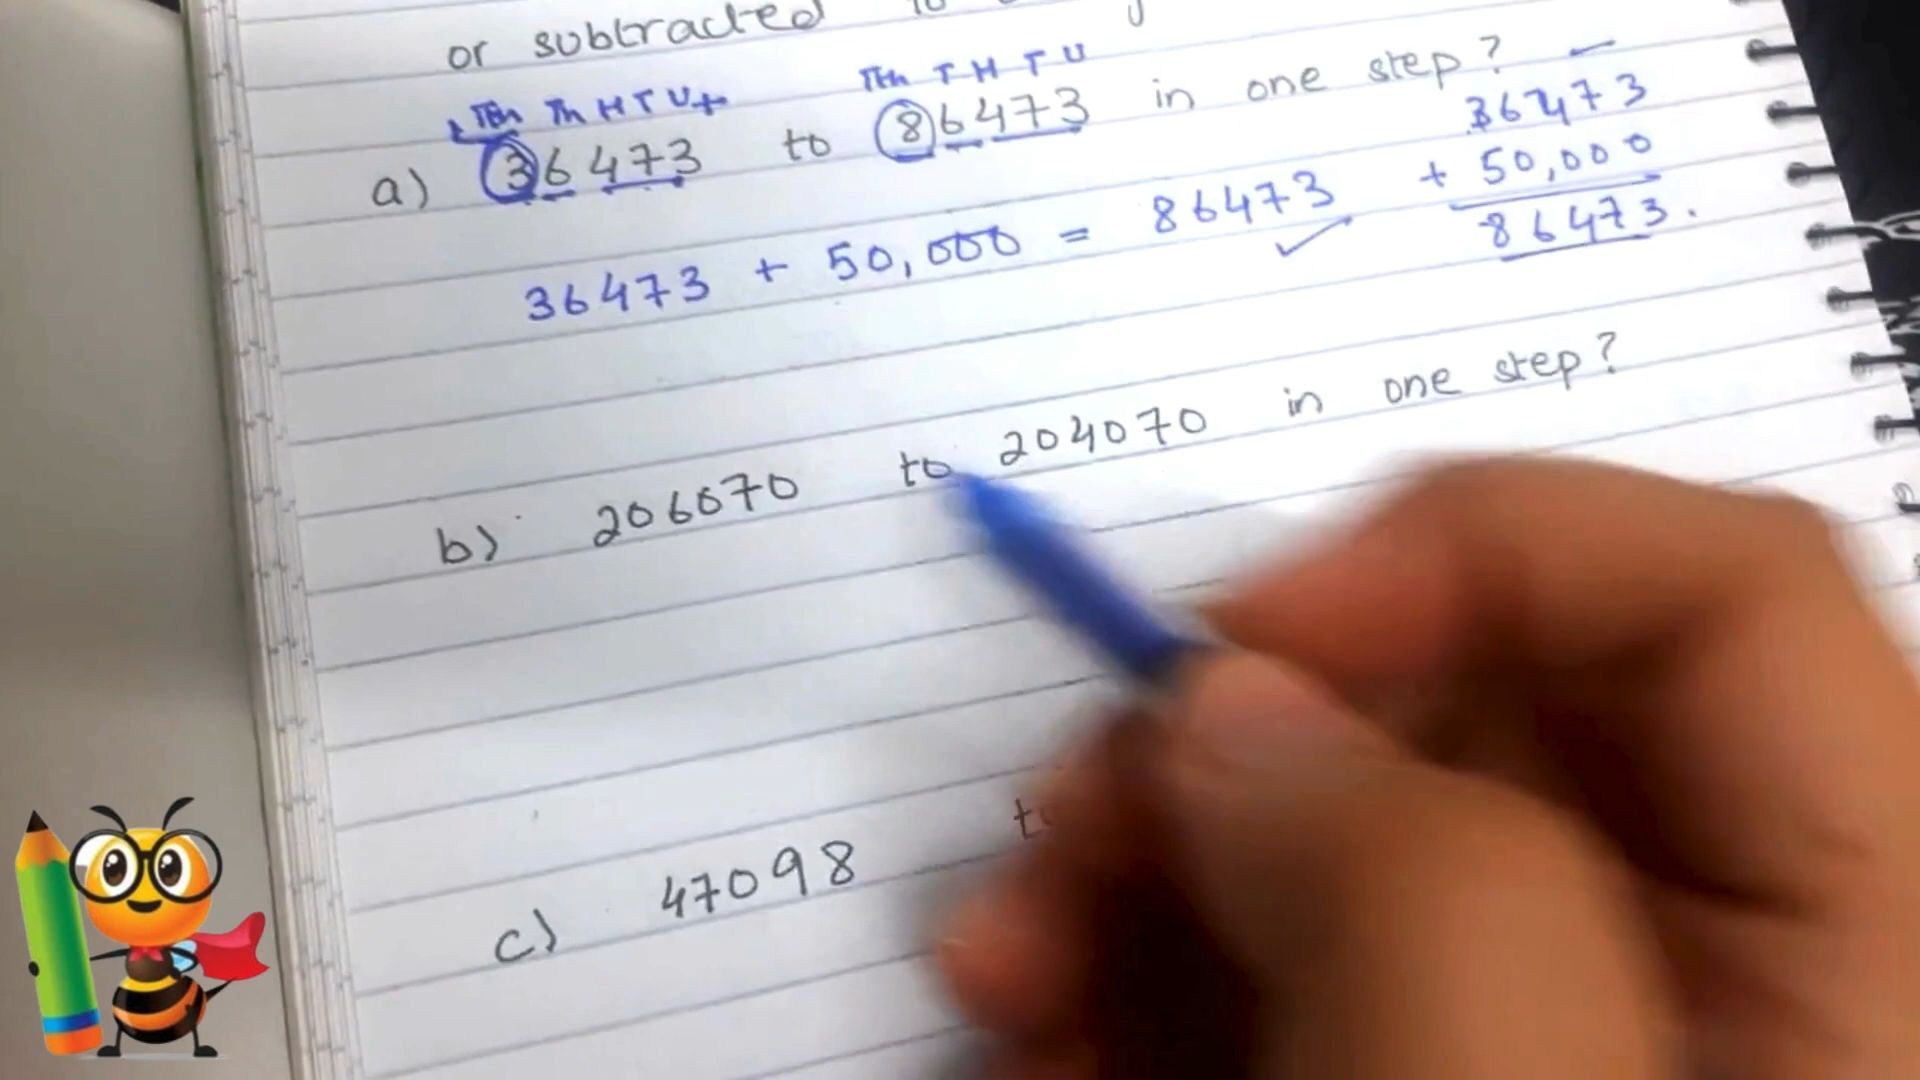 or subtracted
TTh Th H T U + TTh T H T U
a) 36473 to 86473 in one step?
36473
+ 50,000
86473.
36473 + 50,000 = 86473 ✓
b) 206070 to 204070 in one step?
c) 47098